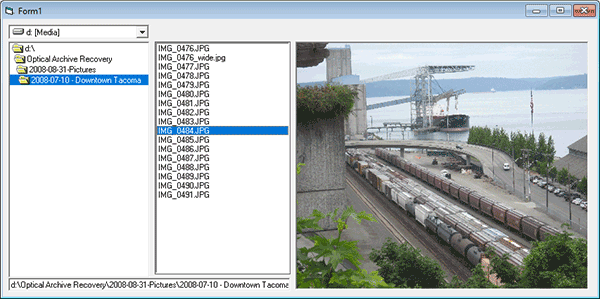 Form1
d: [Media]
d:\
Optical Archive Recovery
2008-08-31-Pictures
2008-07-10 - Downtown Tacoma
IMG_0476.JPG
IMG_0476_wide.jpg
IMG_0477.JPG
IMG_0478.JPG
IMG_0479.JPG
IMG_0480.JPG
IMG_0481.JPG
IMG_0482.JPG
IMG_0483.JPG
IMG_0484.JPG
IMG_0485.JPG
IMG_0486.JPG
IMG_0487.JPG
IMG_0488.JPG
IMG_0489.JPG
IMG_0490.JPG
IMG_0491.JPG
d:\Optical Archive Recovery\2008-08-31-Pictures\2008-07-10 - Downtown Tacoma